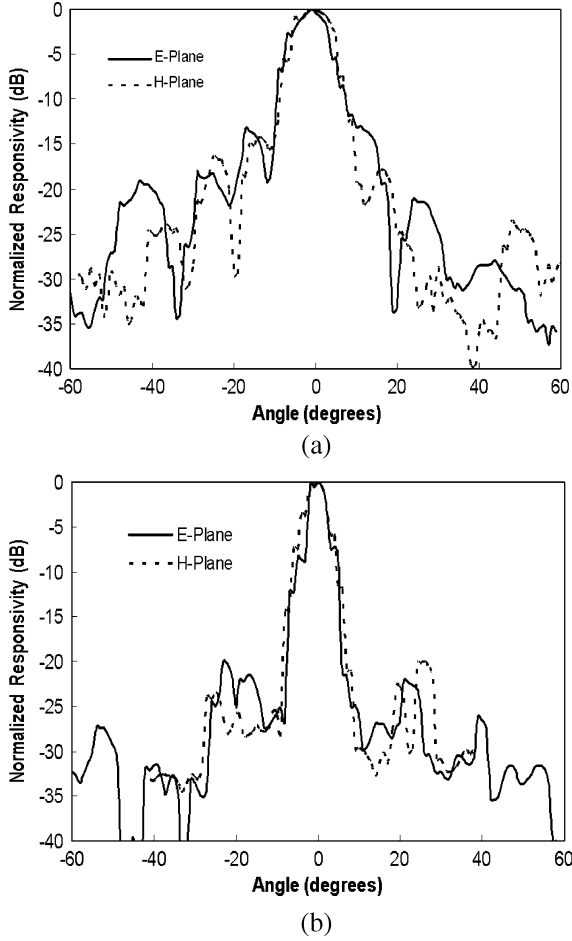 0
-5
-10
-15
-20
-25
-30
-35
-40
Normalized Responsivity (dB)
E-Plane
H-Plane
-60 -40 -20 0 20 40 60
Angle (degrees)
(a)
0
-5
-10
-15
-20
-25
-30
-35
-40
Normalized Responsivity (dB)
E-Plane
H-Plane
-60 -40 -20 0 20 40 60
Angle (degrees)
(b)